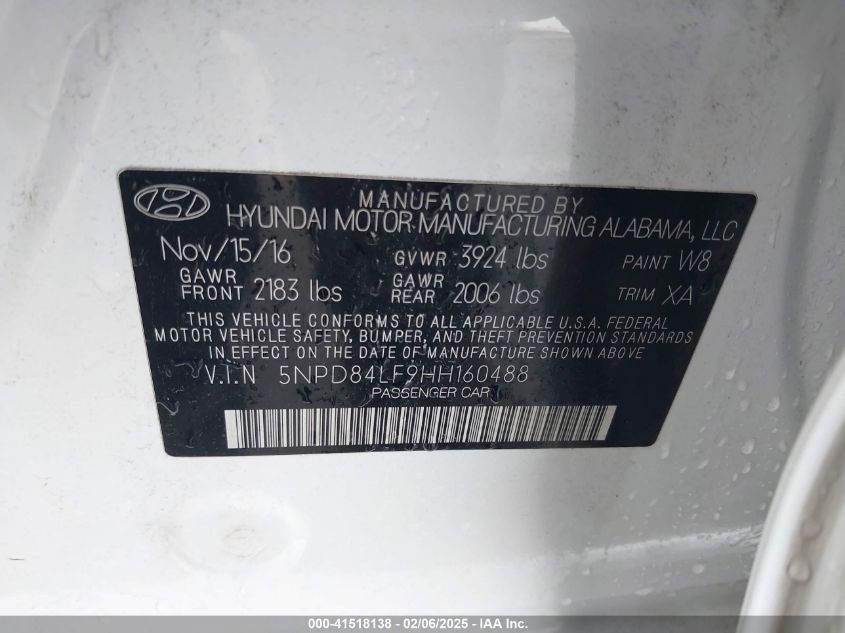 MANUFACTURED BY
HYUNDAI MOTOR MANUFACTURING ALABAMA, LLC
Nov/15/16 GVWR 3924 lbs PAINT W8
GAWR FRONT 2183 lbs GAWR REAR 2006 lbs TRIM XA
THIS VEHICLE CONFORMS TO ALL APPLICABLE U.S.A. FEDERAL
MOTOR VEHICLE SAFETY, BUMPER, AND THEFT PREVENTION STANDARDS
IN EFFECT ON THE DATE OF MANUFACTURE SHOWN ABOVE
V.I.N 5NPD84LF9HH160488
PASSENGER CAR
000-41518138 - 02/06/2025 - IAA Inc.